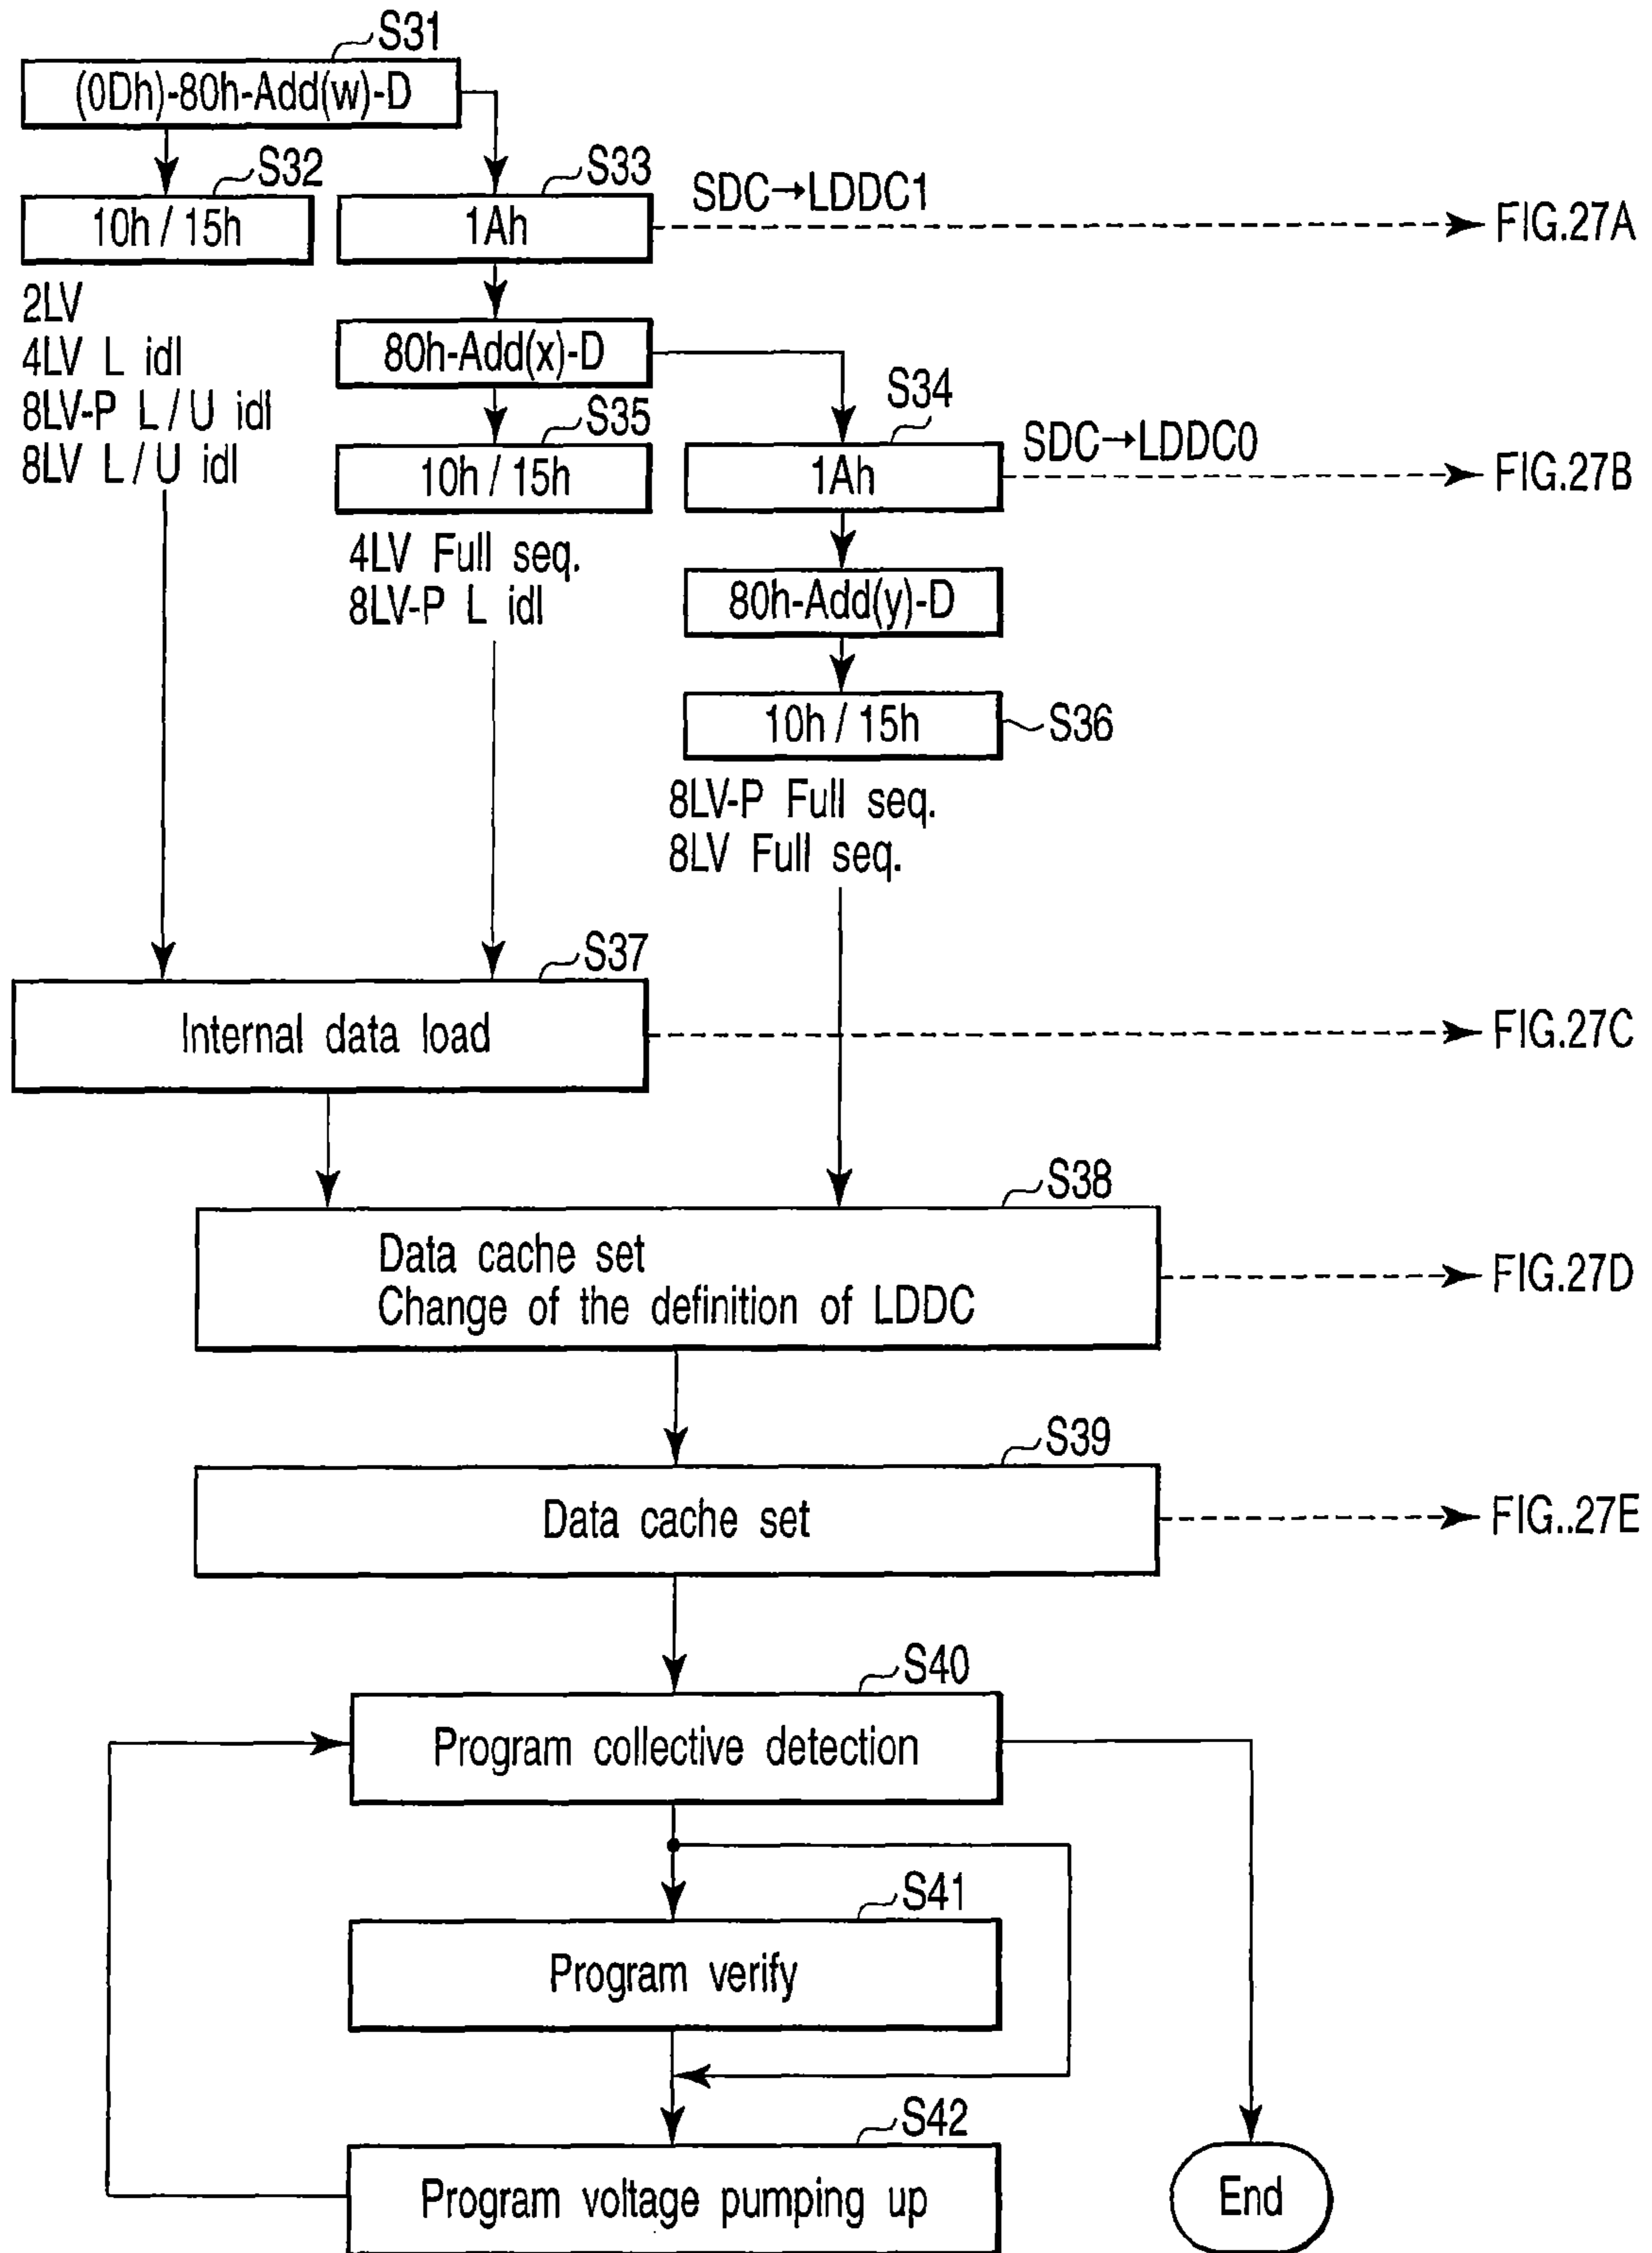 S31
(0Dh)-80h-Add(w)-D
S32
10h / 15h
S33
1Ah
SDC→LDDC1
FIG.27A
2LV
4LV L idl
8LV-P L / U idl
8LV L / U idl
80h-Add(x)-D
S34
1Ah
SDC→LDDC0
FIG.27B
S35
10h / 15h
4LV Full seq.
8LV-P L idl
80h-Add(y)-D
10h / 15h
S36
8LV-P Full seq.
8LV Full seq.
S37
Internal data load
FIG.27C
S38
Data cache set
Change of the definition of LDDC
FIG.27D
S39
Data cache set
FIG..27E
S40
Program collective detection
S41
Program verify
S42
Program voltage pumping up
End